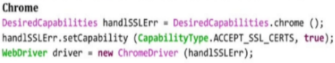 Chrome
DesiredCapabilities handlSSLErr = DesiredCapabilities.chrome ();
handlSSLErr.setCapability (CapabilityType.ACCEPT_SSL_CERTS, true);
WebDriver driver = new ChromeDriver (handlSSLErr);